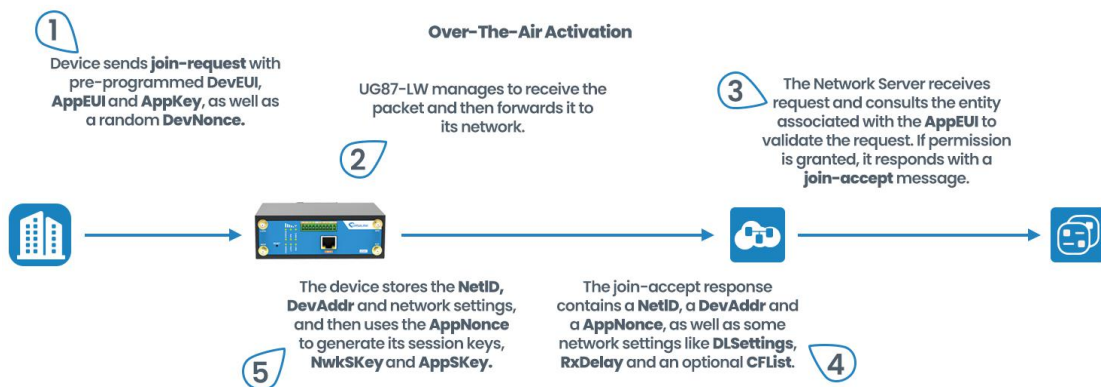 Over-The-Air Activation
1
Device sends join-request with
pre-programmed DevEUI,
AppEUI and AppKey, as well as
a random DevNonce.
UG87-LW manages to receive the
packet and then forwards it to
its network.
2
3
The Network Server receives
request and consults the entity
associated with the AppEUI to
validate the request. If permission
is granted, it responds with a
join-accept message.
The join-accept response
contains a NetID, a DevAddr and
a AppNonce, as well as some
network settings like DLSettings,
RxDelay and an optional CFList.
4
The device stores the NetID,
DevAddr and network settings,
and then uses the AppNonce
to generate its session keys,
NwkSKey and AppSKey.
5